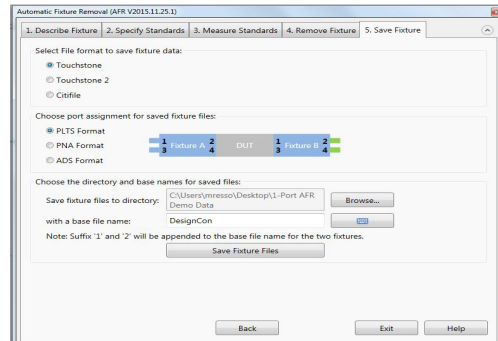 Automatic Fixture Removal (AFR V2015.11.25.1)
1. Describe Fixture 2. Specify Standards 3. Measure Standards 4. Remove Fixture 5. Save Fixture
Select File format to save fixture data:
Touchstone
Touchstone 2
Citifile
Choose port assignment for saved fixture files:
PLTS Format
PNA Format
ADS Format
1 Fixture A 2 DUT 1 Fixture B 2
3 4 3 4
Choose the directory and base names for saved files:
Save fixture files to directory: C:\Users\mresso\Desktop\1-Port AFR Browse...
Demo Data
with a base file name: DesignCon
Note: Suffix '1' and '2' will be appended to the base file name for the two fixtures.
Save Fixture Files
Back Exit Help